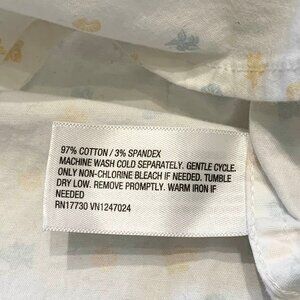 97% COTTON / 3% SPANDEX
MACHINE WASH COLD SEPARATELY. GENTLE CYCLE.
ONLY NON-CHLORINE BLEACH IF NEEDED. TUMBLE
DRY LOW. REMOVE PROMPTLY. WARM IRON IF
NEEDED
RN17730 VN1247024